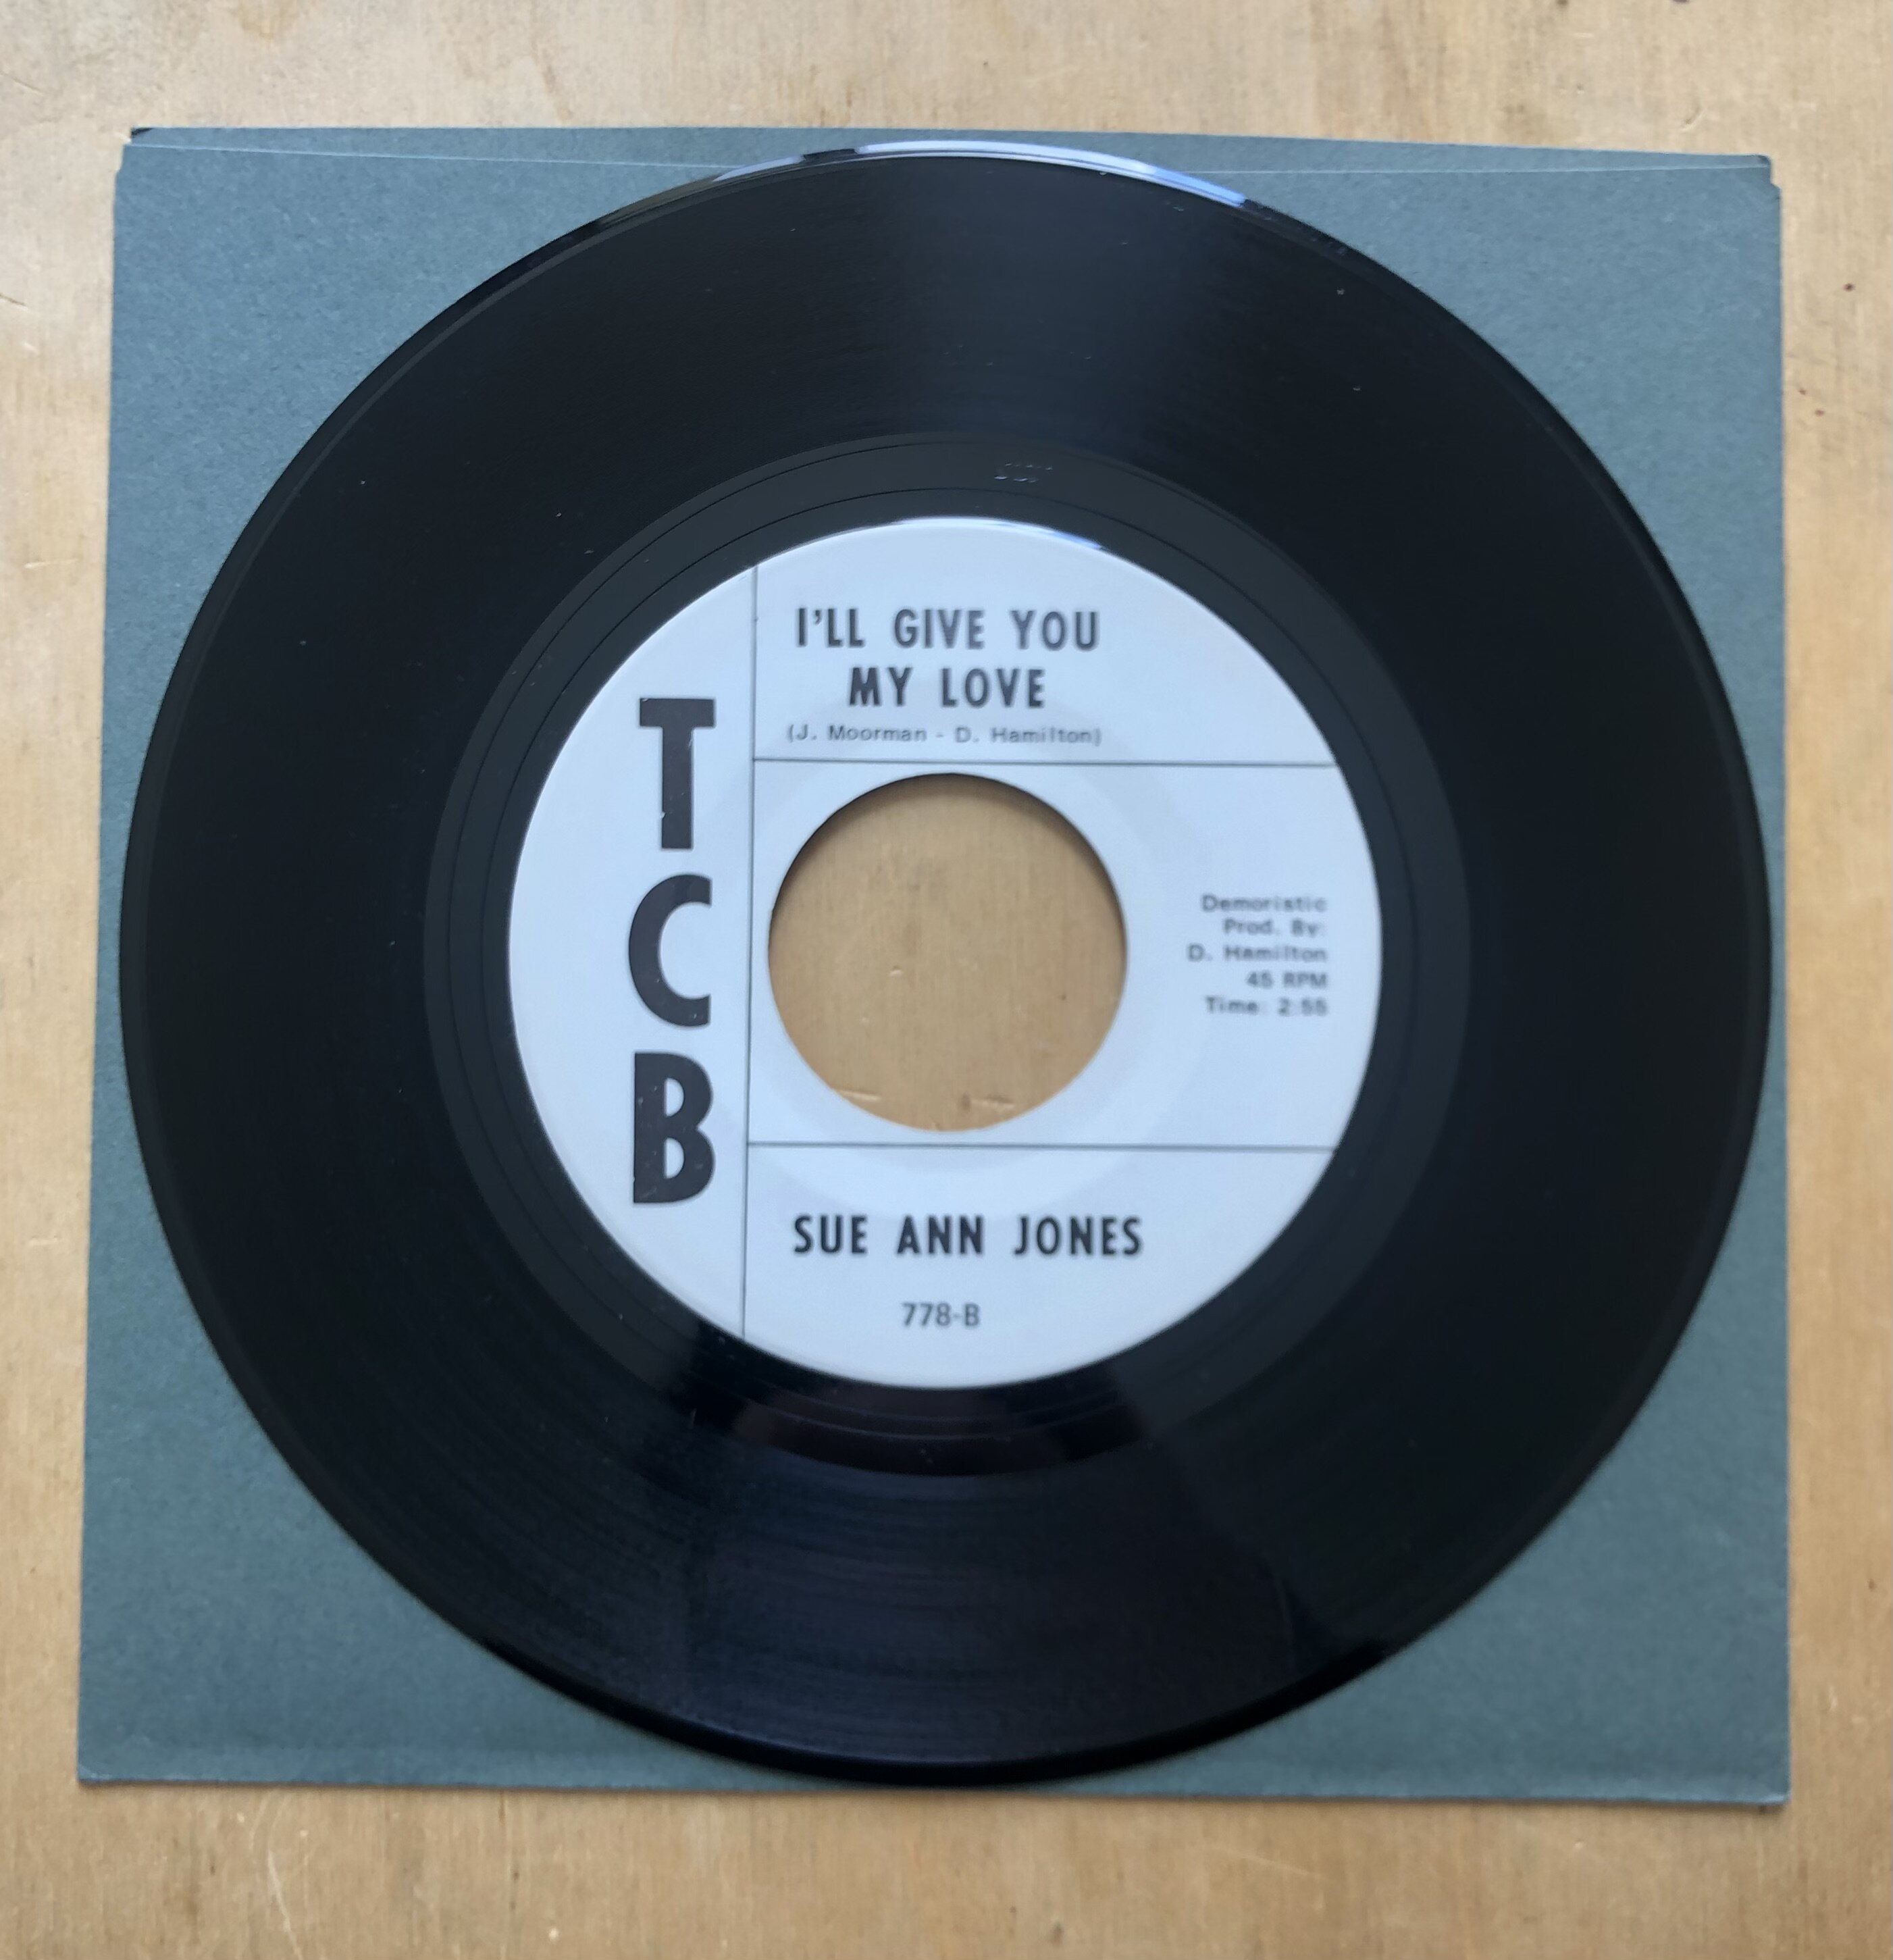 I'LL GIVE YOU
MY LOVE
(J. Moorman - D. Hamilton)
TCB
Demoristic
Prod. By:
D. Hamilton
45 RPM
Time: 2:55
SUE ANN JONES
778-B